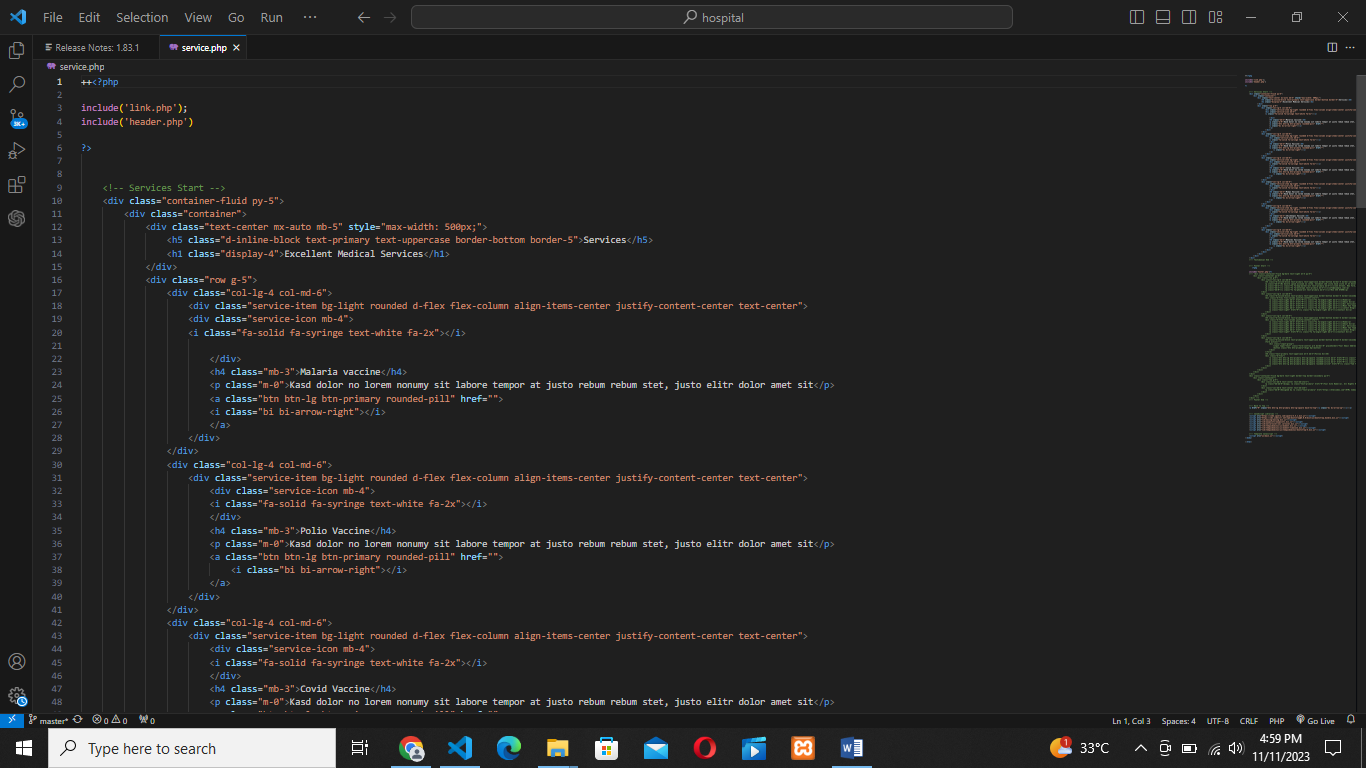 File Edit Selection View Go Run ··· hospital
Release Notes: 1.83.1 service.php
service.php
1 ++<?php
2
3 include('link.php');
4 include('header.php')
5
6 ?>
7
8
9 <!-- Services Start -->
10 <div class="container-fluid py-5">
11 <div class="container">
12 <div class="text-center mx-auto mb-5" style="max-width: 500px;">
13 <h5 class="d-inline-block text-primary text-uppercase border-bottom border-5">Services</h5>
14 <h1 class="display-4">Excellent Medical Services</h1>
15 </div>
16 <div class="row g-5">
17 <div class="col-lg-4 col-md-6">
18 <div class="service-item bg-light rounded d-flex flex-column align-items-center justify-content-center text-center">
19 <div class="service-icon mb-4">
20 <i class="fa-solid fa-syringe text-white fa-2x"></i>
21
22 </div>
23 <h4 class="mb-3">Malaria vaccine</h4>
24 <p class="m-0">Kasd dolor no lorem nonumy sit labore tempor at justo rebum rebum stet, justo elitr dolor amet sit</p>
25 <a class="btn btn-lg btn-primary rounded-pill" href="">
26 <i class="bi bi-arrow-right"></i>
27 </a>
28 </div>
29 </div>
30 <div class="col-lg-4 col-md-6">
31 <div class="service-item bg-light rounded d-flex flex-column align-items-center justify-content-center text-center">
32 <div class="service-icon mb-4">
33 <i class="fa-solid fa-syringe text-white fa-2x"></i>
34 </div>
35 <h4 class="mb-3">Polio Vaccine</h4>
36 <p class="m-0">Kasd dolor no lorem nonumy sit labore tempor at justo rebum rebum stet, justo elitr dolor amet sit</p>
37 <a class="btn btn-lg btn-primary rounded-pill" href="">
38 <i class="bi bi-arrow-right"></i>
39 </a>
40 </div>
41 </div>
42 <div class="col-lg-4 col-md-6">
43 <div class="service-item bg-light rounded d-flex flex-column align-items-center justify-content-center text-center">
44 <div class="service-icon mb-4">
45 <i class="fa-solid fa-syringe text-white fa-2x"></i>
46 </div>
47 <h4 class="mb-3">Covid Vaccine</h4>
48 <p class="m-0">Kasd dolor no lorem nonumy sit labore tempor at justo rebum rebum stet, justo elitr dolor amet sit</p>
3K+
master* 0 0 0 Ln 1, Col 3 Spaces: 4 UTF-8 CRLF PHP Go Live
Type here to search 1 33°C 4:59 PM
11/11/2023